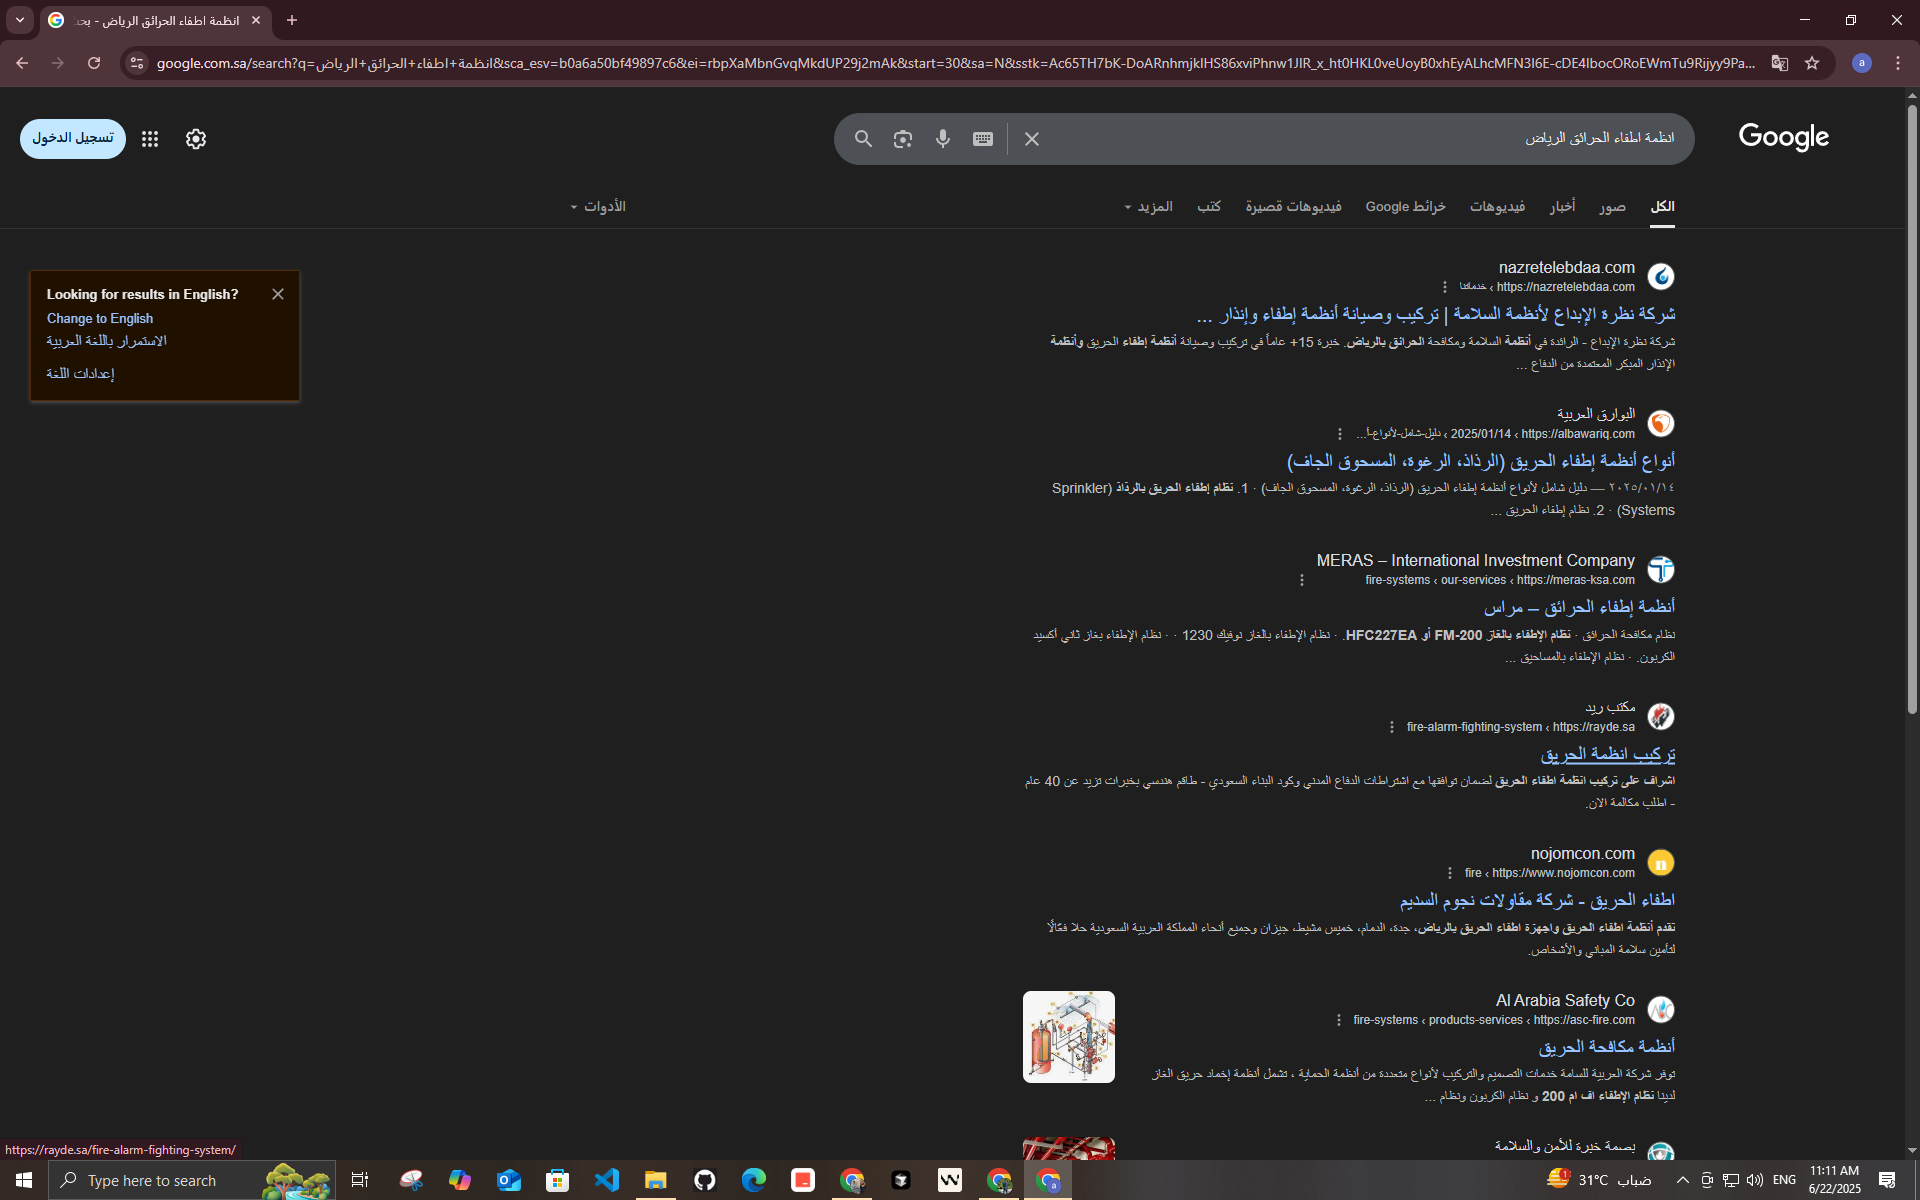 انظمة اطفاء الحرائق الرياض - بحث
google.com.sa/search?q=انظمة+اطفاء+الحرائق+الرياض&sca_esv=b0a6a50bf49897c6&ei=rbpXaMbnGvqMkdUP29j2mAk&start=30&sa=N&sstk=Ac65TH7bK-DoARnhmjkIHS86xviPhnw1JIR_x_ht0HKL0veUoyB0xhEyALhcMFN3I6E-cDE4IbocORoEWmTu9Rijyy9Pa...
a
تسجيل الدخول
انظمة اطفاء الحرائق الرياض
Google
الكل
صور
أخبار
فيديوهات
خرائط Google
فيديوهات قصيرة
كتب
المزيد
الأدوات
Looking for results in English?
Change to English
الاستمرار باللغة العربية
إعدادات اللغة
nazretelebdaa.com
https://nazretelebdaa.com › خدماتنا
شركة نظرة الإبداع لأنظمة السلامة | تركيب وصيانة أنظمة إطفاء وإنذار ...
شركة نظرة الإبداع - الرائدة في أنظمة السلامة ومكافحة الحرائق بالرياض. خبرة 15+ عاماً في تركيب وصيانة أنظمة إطفاء الحريق وأنظمة
الإنذار المبكر المعتمدة من الدفاع ...
البوارق العربية
https://albawariq.com › 2025/01/14 › دليل-شامل-لأنواع-أ...
أنواع أنظمة إطفاء الحريق (الرذاذ، الرغوة، المسحوق الجاف)
١٤‏/٠١‏/٢٠٢٥ — دليل شامل لأنواع أنظمة إطفاء الحريق (الرذاذ، الرغوة، المسحوق الجاف) · 1. نظام إطفاء الحريق بالرذاذ (Sprinkler
Systems) · 2. نظام إطفاء الحريق ...
MERAS – International Investment Company
https://meras-ksa.com › our-services › fire-systems
أنظمة إطفاء الحرائق – مراس
نظام مكافحة الحرائق · نظام الإطفاء بالغاز FM-200 أو HFC227EA. · نظام الإطفاء بالغاز نوفيك 1230 · · نظام الإطفاء بغاز ثاني أكسيد
الكربون. · نظام الإطفاء بالمساحيق ...
مكتب ريد
https://rayde.sa › fire-alarm-fighting-system
تركيب انظمة الحريق
اشراف على تركيب انظمة اطفاء الحريق لضمان توافقها مع اشتراطات الدفاع المدني وكود البناء السعودي - طاقم هندسي بخبرات تزيد عن 40 عام
- اطلب مكالمة الان.
nojomcon.com
https://www.nojomcon.com › fire
اطفاء الحريق - شركة مقاولات نجوم السديم
تقدم أنظمة اطفاء الحريق واجهزة اطفاء الحريق بالرياض، جدة، الدمام، خميس مشيط، جيزان وجميع أنحاء المملكة العربية السعودية حلا فعّالًا
لتأمين سلامة المباني والأشخاص.
Al Arabia Safety Co
https://asc-fire.com › products-services › fire-systems
أنظمة مكافحة الحريق
توفر شركة العربية للسامة خدمات التصميم والتركيب لأنواع متعددة من أنظمة الحماية ، تشمل أنظمة إخماد حريق الغاز
لدينا نظام الإطفاء اف ام 200 و نظام الكربون ونظام ...
بصمة خبرة للأمن والسلامة
https://rayde.sa/fire-alarm-fighting-system/
Type here to search
31°C ضباب
ENG
11:11 AM
6/22/2025